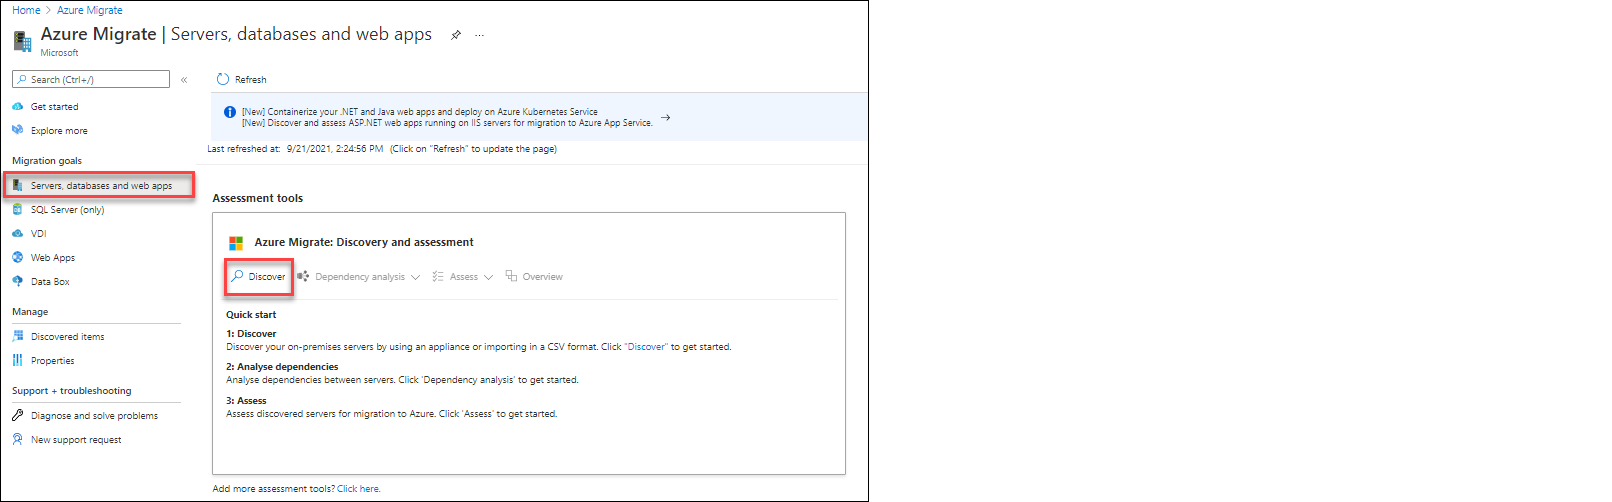 Home > Azure Migrate
Azure Migrate | Servers, databases and web apps ...
Microsoft
Search (Ctrl+/) «
Get started
Explore more
Migration goals
Servers, databases and web apps
SQL Server (only)
VDI
Web Apps
Data Box
Manage
Discovered items
Properties
Support + troubleshooting
Diagnose and solve problems
New support request
Refresh
[New] Containerize your .NET and Java web apps and deploy on Azure Kubernetes Service
[New] Discover and assess ASP.NET web apps running on IIS servers for migration to Azure App Service. →
Last refreshed at: 9/21/2021, 2:24:56 PM (Click on "Refresh" to update the page)
Assessment tools
Azure Migrate: Discovery and assessment
Discover Dependency analysis Assess Overview
Quick start
1: Discover
Discover your on-premises servers by using an appliance or importing in a CSV format. Click "Discover" to get started.
2: Analyse dependencies
Analyse dependencies between servers. Click 'Dependency analysis' to get started.
3: Assess
Assess discovered servers for migration to Azure. Click 'Assess' to get started.
Add more assessment tools? Click here.